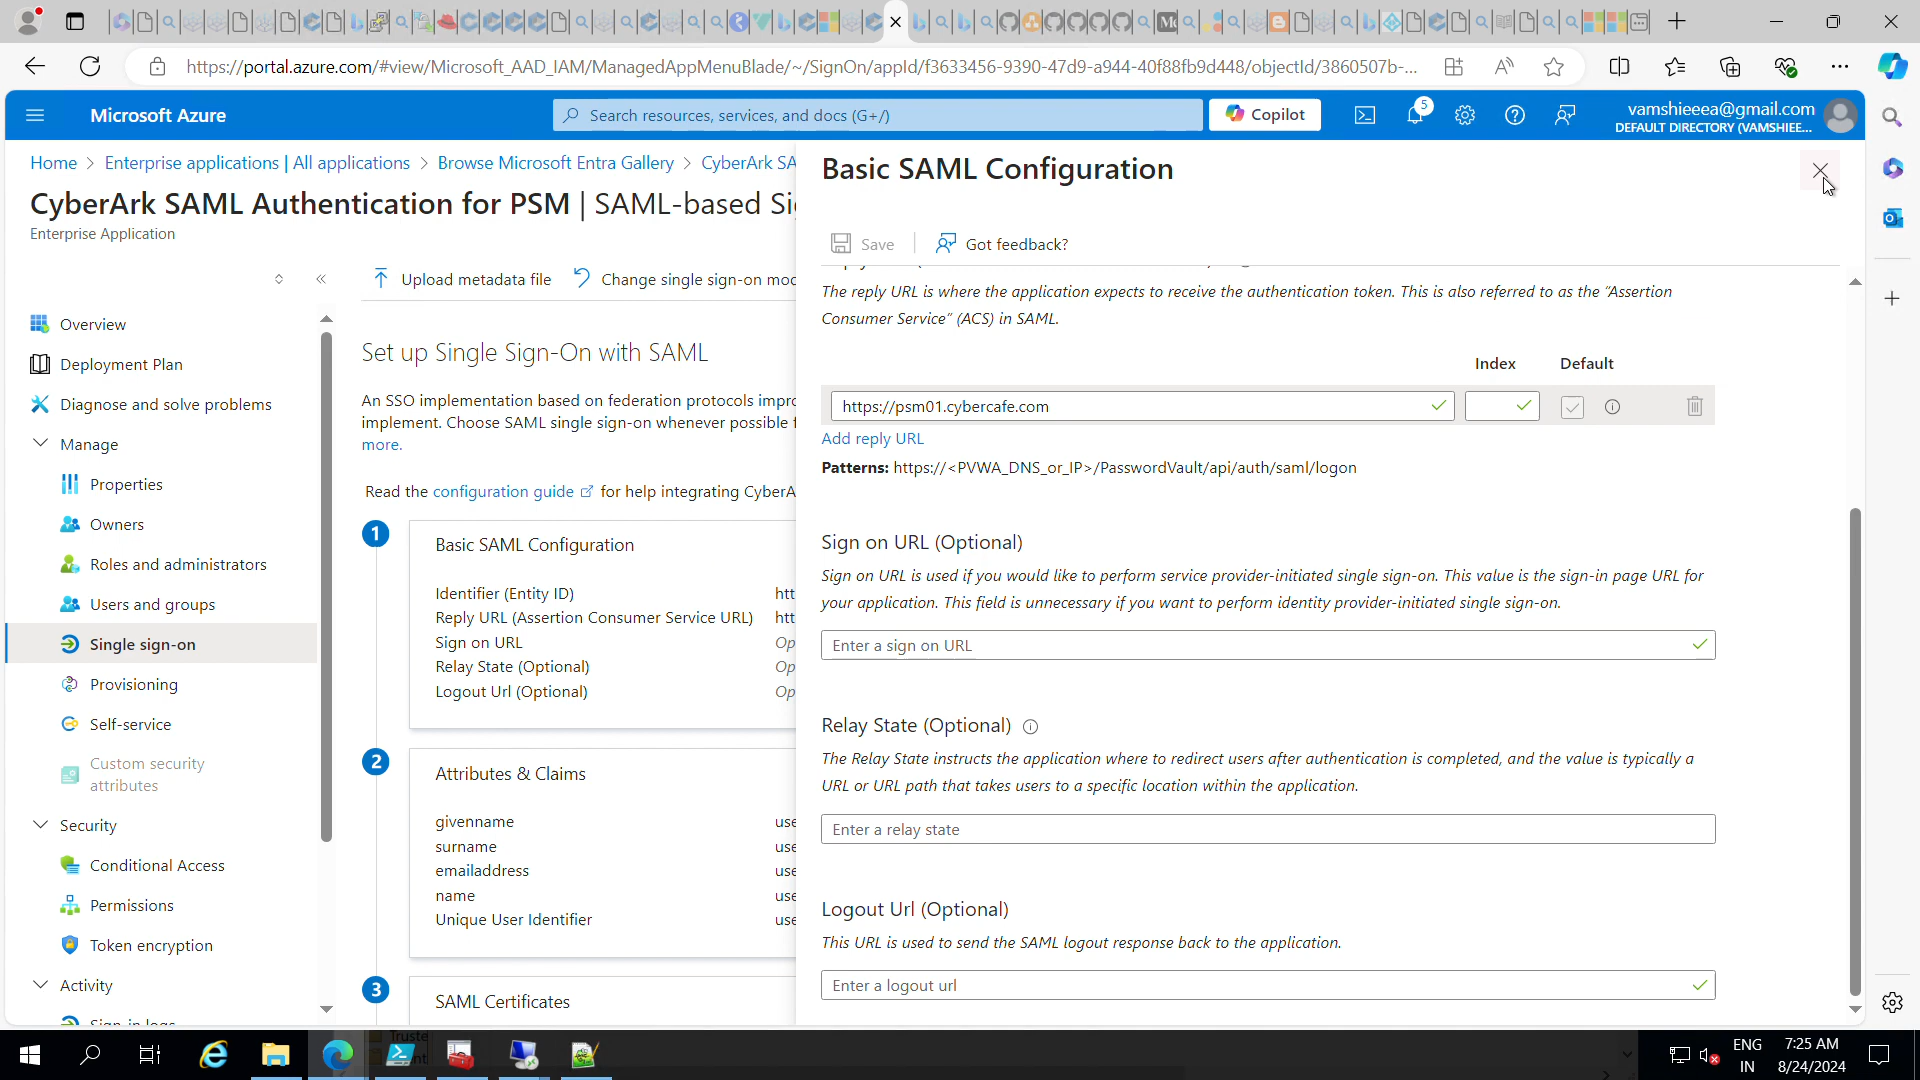 https://portal.azure.com/#view/Microsoft_AAD_IAM/ManagedAppMenuBlade/~/SignOn/appId/f3633456-9390-47d9-a944-40f88fb9d448/objectId/3860507b-...
Microsoft Azure
Search resources, services, and docs (G+/)
Copilot
5
vamshieeea@gmail.com
DEFAULT DIRECTORY (VAMSHIEE...
Home > Enterprise applications | All applications > Browse Microsoft Entra Gallery > CyberArk SA
CyberArk SAML Authentication for PSM | SAML-based Si
Enterprise Application
Upload metadata file
Change single sign-on mod
Overview
Deployment Plan
Diagnose and solve problems
Manage
Properties
Owners
Roles and administrators
Users and groups
Single sign-on
Provisioning
Self-service
Custom security
attributes
Security
Conditional Access
Permissions
Token encryption
Activity
Sign-in logs
Set up Single Sign-On with SAML
An SSO implementation based on federation protocols impro
implement. Choose SAML single sign-on whenever possible f
more.
Read the configuration guide for help integrating CyberA
1
Basic SAML Configuration
Identifier (Entity ID) htt
Reply URL (Assertion Consumer Service URL) htt
Sign on URL Op
Relay State (Optional) Op
Logout Url (Optional) Op
2
Attributes & Claims
givenname use
surname use
emailaddress use
name use
Unique User Identifier use
3
SAML Certificates
Basic SAML Configuration
Save
Got feedback?
The reply URL is where the application expects to receive the authentication token. This is also referred to as the “Assertion
Consumer Service” (ACS) in SAML.
Index Default
https://psm01.cybercafe.com
Add reply URL
Patterns: https://<PVWA_DNS_or_IP>/PasswordVault/api/auth/saml/logon
Sign on URL (Optional)
Sign on URL is used if you would like to perform service provider-initiated single sign-on. This value is the sign-in page URL for
your application. This field is unnecessary if you want to perform identity provider-initiated single sign-on.
Enter a sign on URL
Relay State (Optional)
The Relay State instructs the application where to redirect users after authentication is completed, and the value is typically a
URL or URL path that takes users to a specific location within the application.
Enter a relay state
Logout Url (Optional)
This URL is used to send the SAML logout response back to the application.
Enter a logout url
Truste
ENG
IN
7:25 AM
8/24/2024